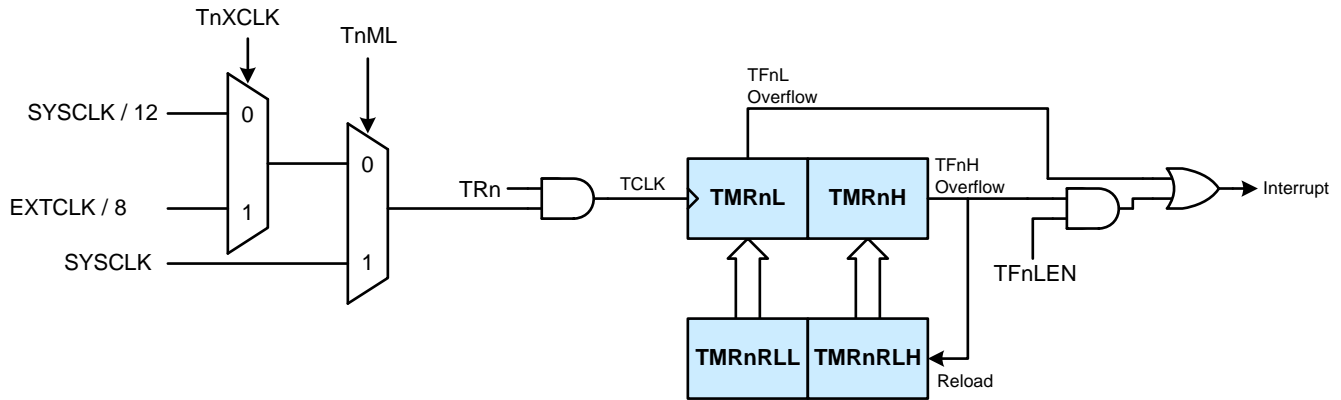 TnXCLK
TnML
SYSCLK / 12
0
EXTCLK / 8
1
SYSCLK
0
1
TRn
TCLK
TFnL
Overflow
TMRnL
TMRnH
TFnH
Overflow
TFnLEN
Interrupt
TMRnRLL
TMRnRLH
Reload